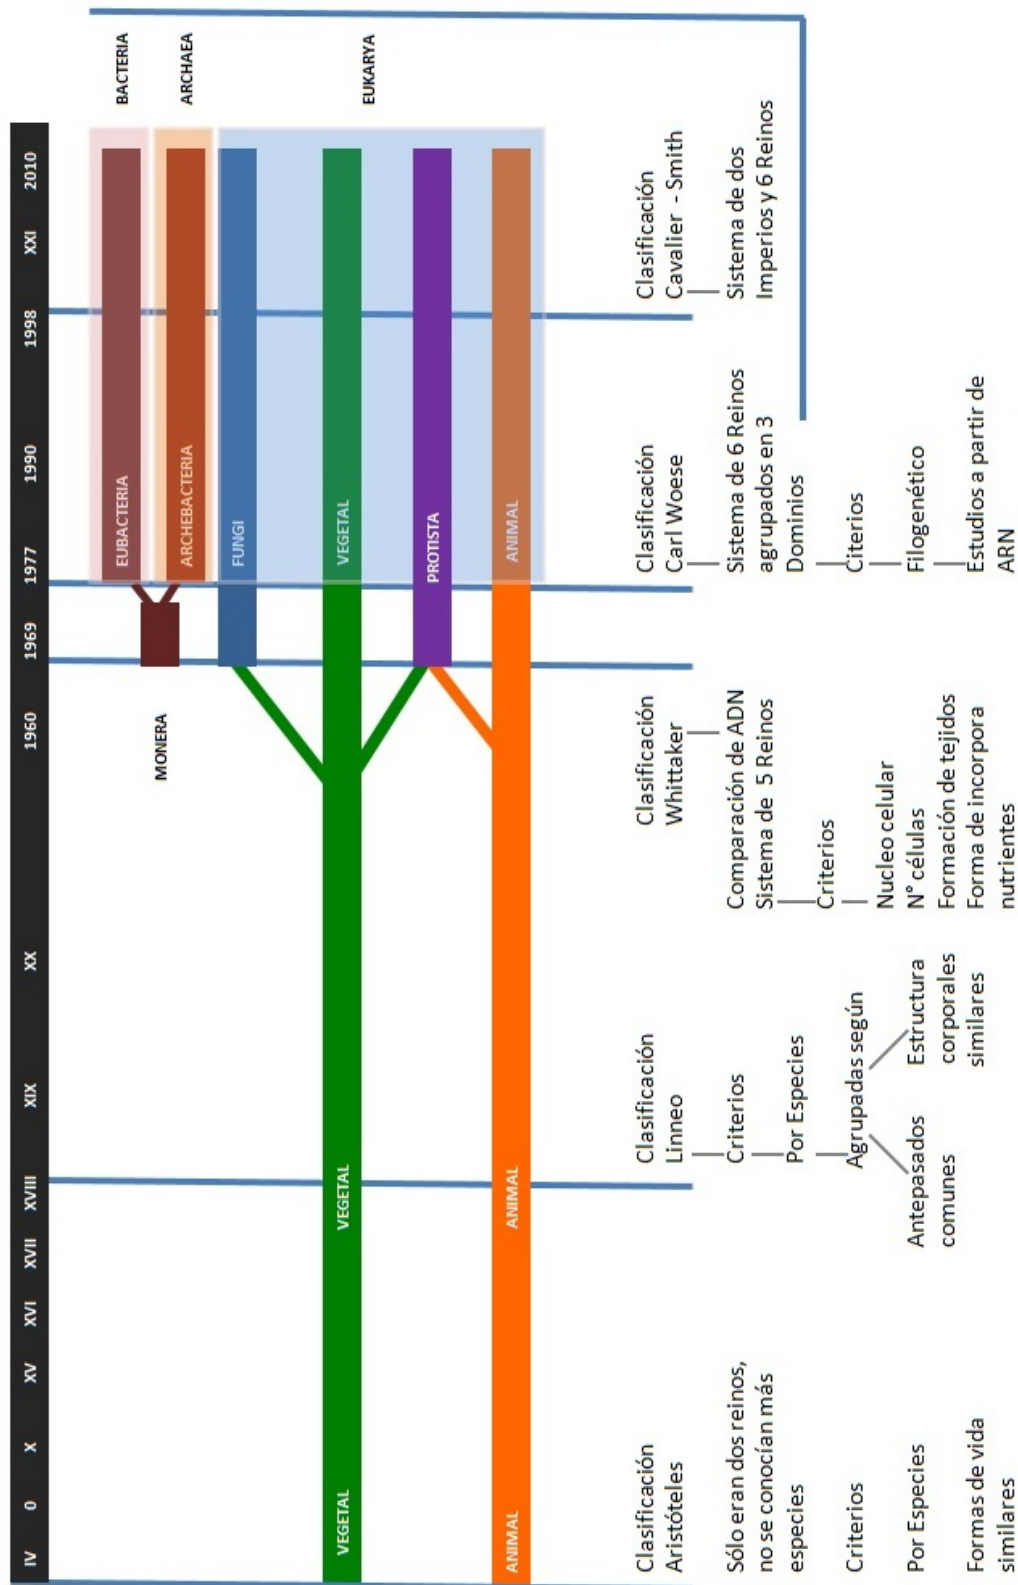 IV
0
X
XV
XVI
XVII
XVIII
XIX
XX
1960
1969
1977
1990
1998
XXI
2010
BACTERIA
ARCHAEA
EUKARYA
EUBACTERIA
ARCHEBACTERIA
MONERA
FUNGI
VEGETAL
VEGETAL
VEGETAL
PROTISTA
ANIMAL
ANIMAL
ANIMAL
Clasificación
Aristóteles
Sólo eran dos reinos,
no se conocían más
especies
Criterios
Por Especies
Formas de vida
similares
Clasificación
Linneo
Criterios
Por Especies
Agrupadas según
Antepasados
comunes
Estructura
corporales
similares
Clasificación
Whittaker
Comparación de ADN
Sistema de 5 Reinos
Criterios
Nucleo celular
N° células
Formación de tejidos
Forma de incorpora
nutrientes
Clasificación
Carl Woese
Sistema de 6 Reinos
agrupados en 3
Dominios
Citerios
Filogenético
Estudios a partir de
ARN
Clasificación
Cavalier - Smith
Sistema de dos
Imperios y 6 Reinos